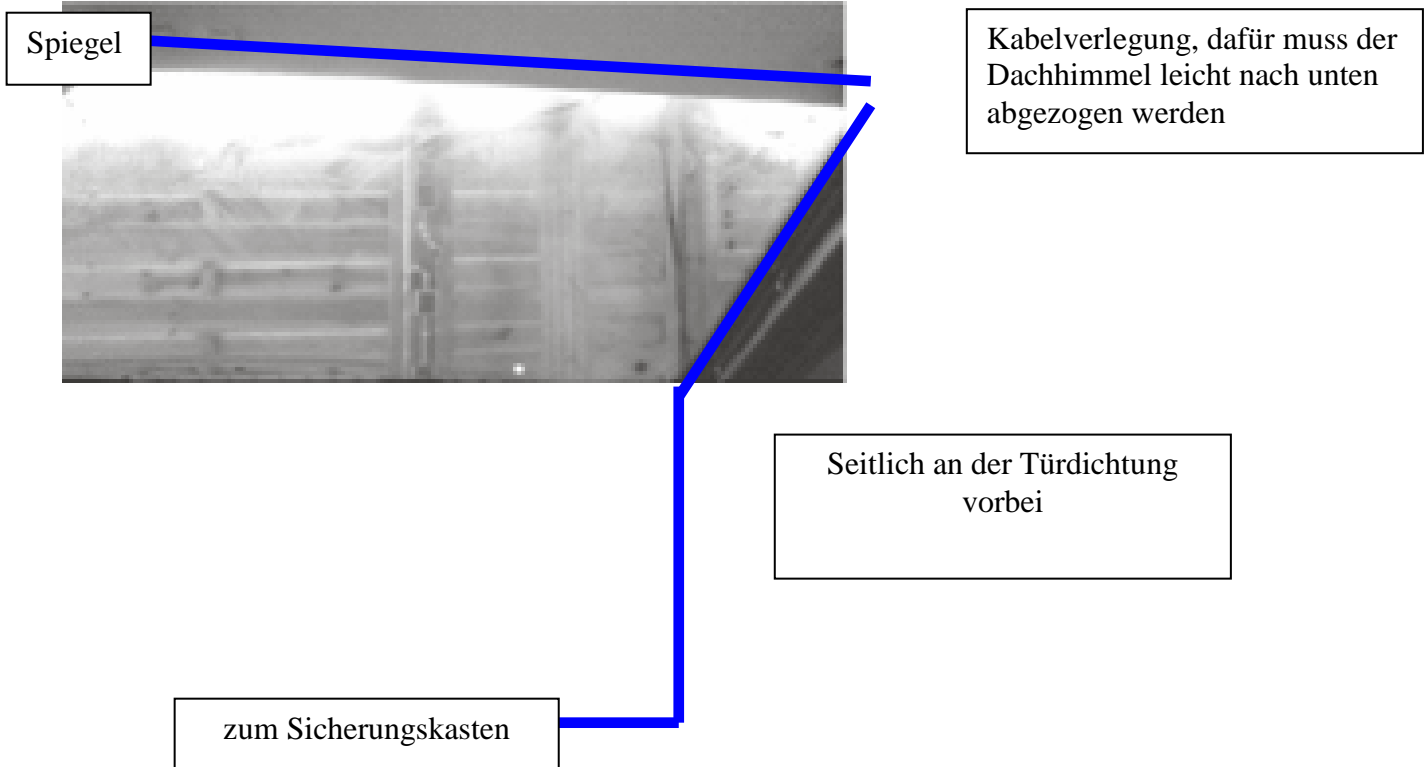 Spiegel
Kabelverlegung, dafür muss der
Dachhimmel leicht nach unten
abgezogen werden
Seitlich an der Türdichtung
vorbei
zum Sicherungskasten